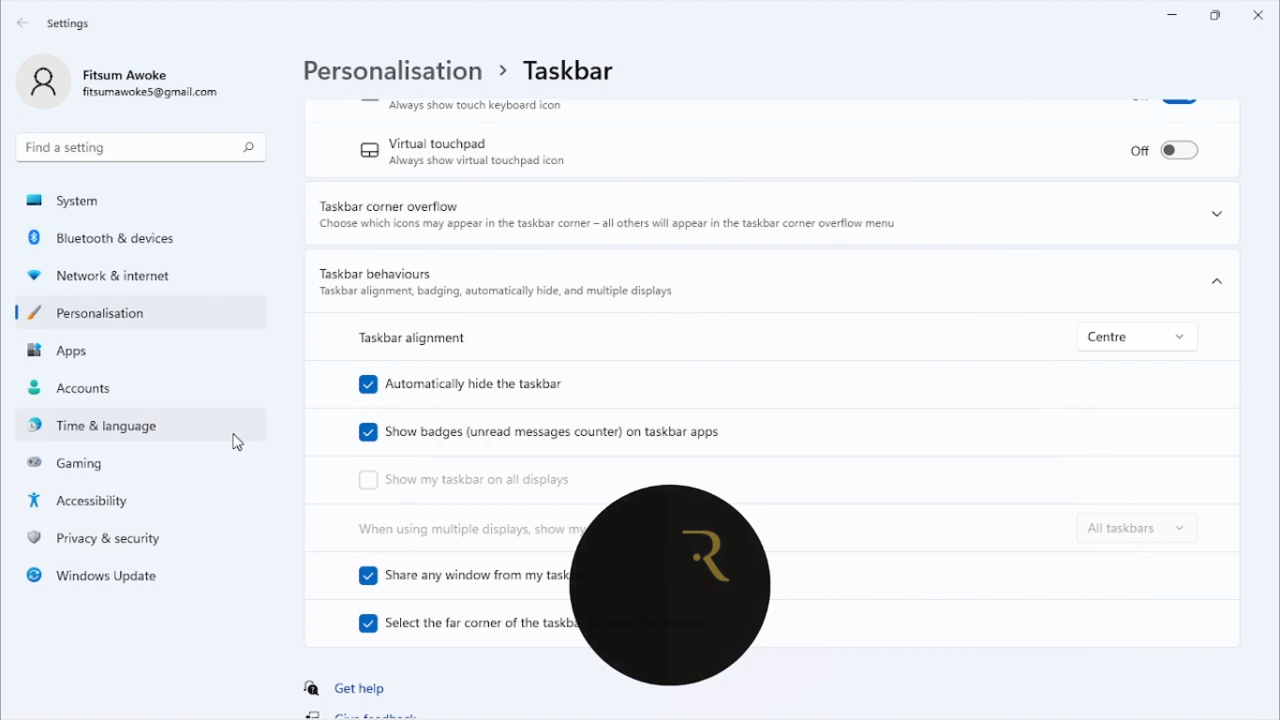 Settings
Fitsum Awoke
fitsumawoke5@gmail.com
Find a setting
System
Bluetooth & devices
Network & internet
Personalisation
Apps
Accounts
Time & language
Gaming
Accessibility
Privacy & security
Windows Update
Personalisation > Taskbar
Always show touch keyboard icon
Virtual touchpad
Always show virtual touchpad icon
Off
Taskbar corner overflow
Choose which icons may appear in the taskbar corner – all others will appear in the taskbar corner overflow menu
Taskbar behaviours
Taskbar alignment, badging, automatically hide, and multiple displays
Taskbar alignment
Centre
Automatically hide the taskbar
Show badges (unread messages counter) on taskbar apps
Show my taskbar on all displays
When using multiple displays, show my
All taskbars
Share any window from my
Select the far corner of the
R
Get help
Give feedback